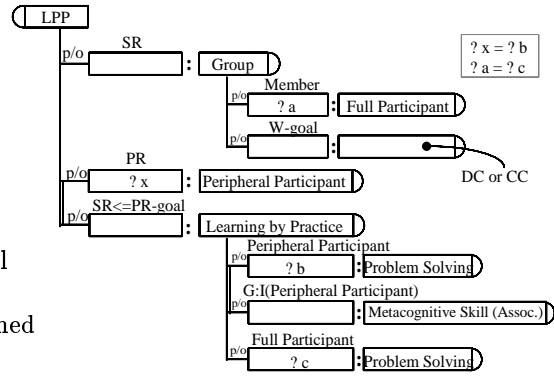 LPP
SR
p/o : Group
? x = ? b
? a = ? c
Member
p/o ? a : Full Participant
W-goal
p/o :
DC or CC
PR
p/o ? x : Peripheral Participant
SR<=PR-goal
p/o : Learning by Practice
Peripheral Participant
p/o ? b : Problem Solving
G:I(Peripheral Participant)
p/o : Metacognitive Skill (Assoc.)
Full Participant
p/o ? c : Problem Solving
l
ned